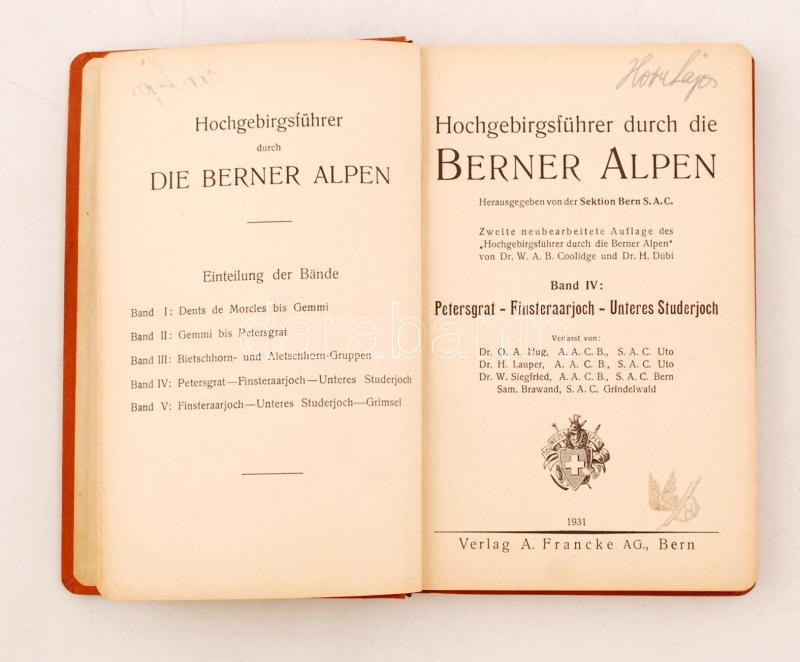 Hochgebirgsführer
durch
DIE BERNER ALPEN
Einteilung der Bände
Band I: Dents de Morcles bis Gemmi
Band II: Gemmi bis Petersgrat
Band III: Bietschhorn- und Aletschhorn-Gruppen
Band IV: Petersgrat—Finsteraarjoch—Unteres Studerjoch
Band V: Finsteraarjoch—Unteres Studerjoch—Grimsel
Horn Lajos
Hochgebirgsführer durch die
BERNER ALPEN
Herausgegeben von der Sektion Bern S. A. C.
Zweite neubearbeitete Auflage des
„Hochgebirgsführer durch die Berner Alpen“
von Dr. W. A. B. Coolidge und Dr. H. Dübi
Band IV:
Petersgrat - Finsteraarjoch - Unteres Studerjoch
Verfasst von:
Dr. O. A. Hug, A. A. C. B., S. A. C. Uto
Dr. H. Lauper, A. A. C. B., S. A. C. Uto
Dr. W. Siegfried, A. A. C. B., S. A. C. Bern
Sam. Brawand, S. A. C. Grindelwald
1931
Verlag A. Francke AG., Bern
darabanth